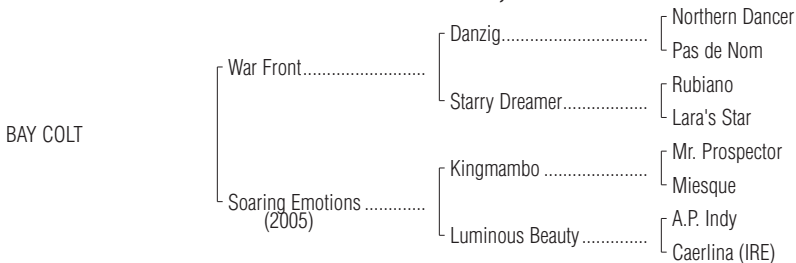 Northern Dancer
Danzig..............................
Pas de Nom
War Front..........................
Rubiano
Starry Dreamer..................
Lara's Star
BAY COLT
Mr. Prospector
Kingmambo ......................
Miesque
Soaring Emotions .............
(2005)
A.P. Indy
Luminous Beauty..............
Caerlina (IRE)